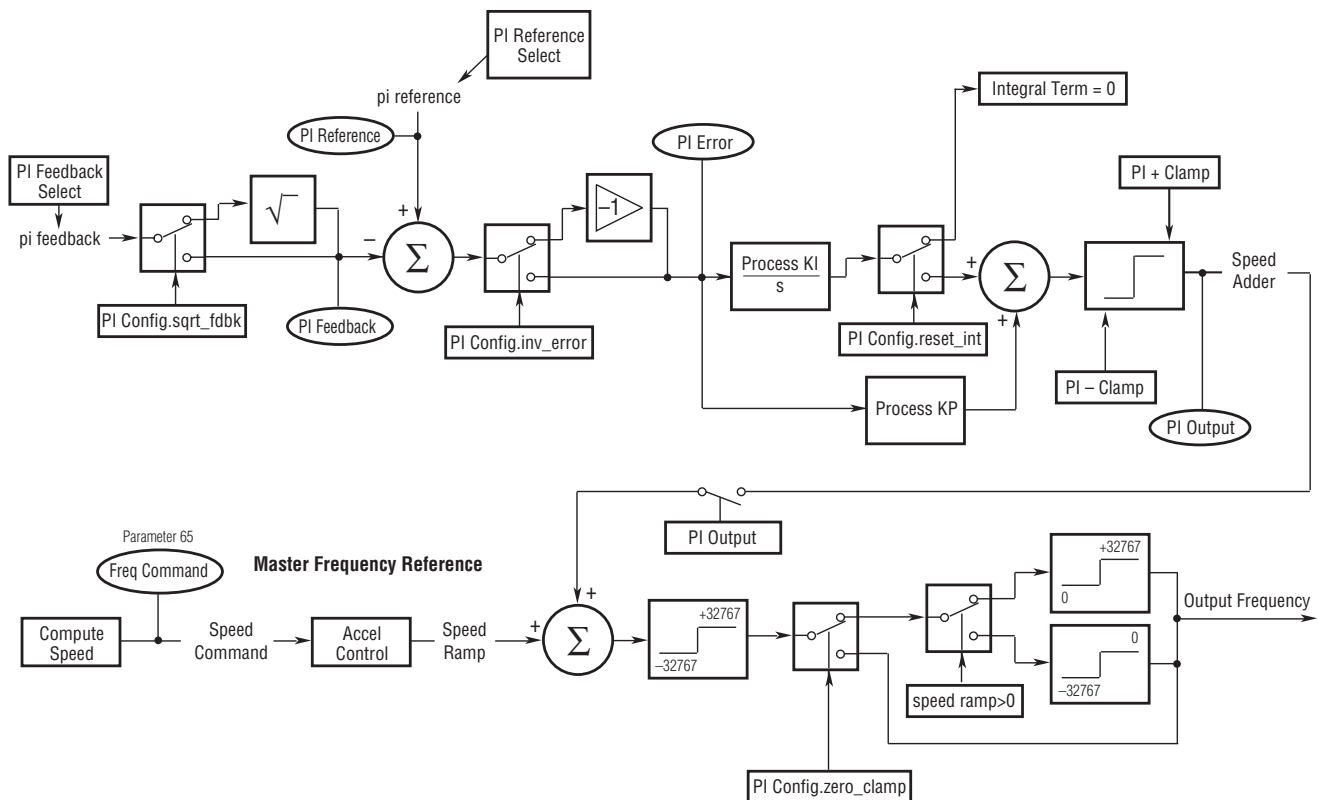 PI Reference
Select
pi reference
Integral Term = 0
PI Reference
PI Error
PI + Clamp
PI Feedback
Select
√
–1
pi feedback
+
–
Σ
Process KI
s
+
Σ
+
Speed
Adder
PI Config.sqrt_fdbk
PI Feedback
PI Config.inv_error
PI Config.reset_int
PI – Clamp
Process KP
PI Output
PI Output
Parameter 65
Freq Command
Master Frequency Reference
+32767
0
Output Frequency
Compute
Speed
Speed
Command
Accel
Control
Speed
Ramp
+
+
Σ
+32767
–32767
0
–32767
speed ramp>0
PI Config.zero_clamp